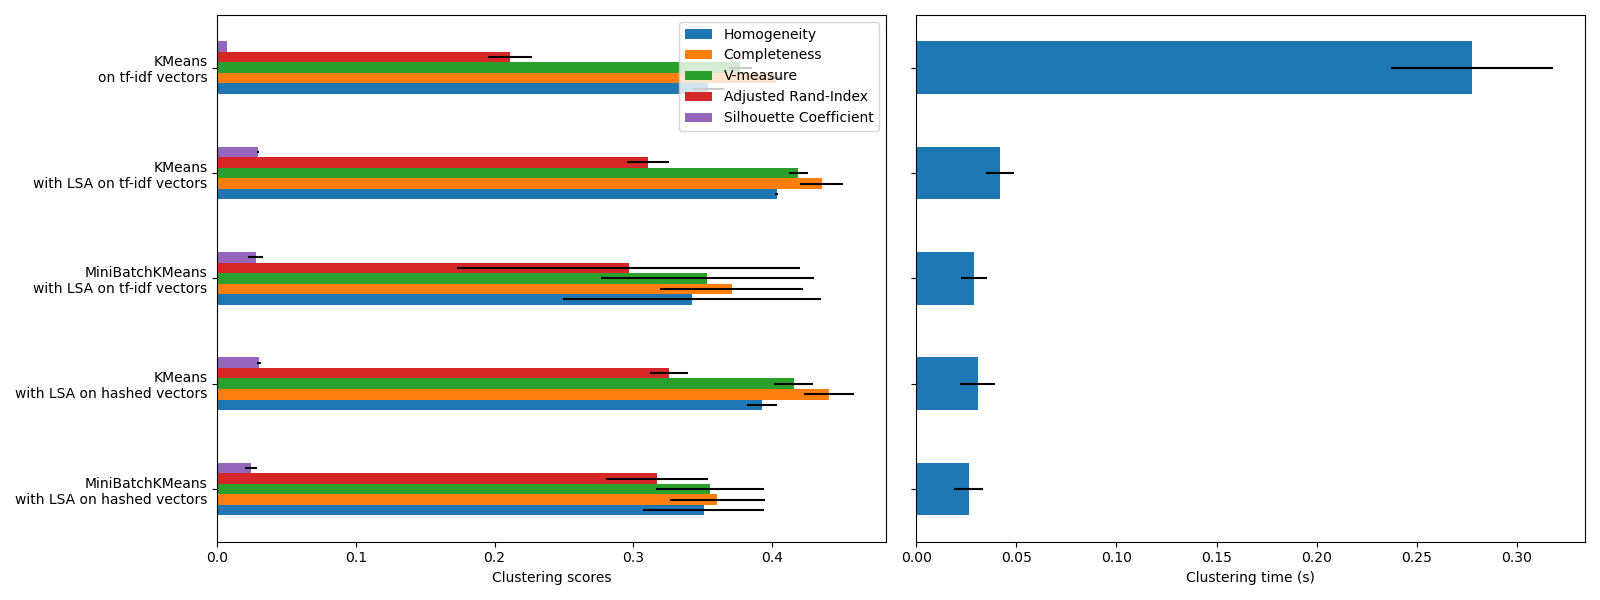 KMeans
on tf-idf vectors
KMeans
with LSA on tf-idf vectors
MiniBatchKMeans
with LSA on tf-idf vectors
KMeans
with LSA on hashed vectors
MiniBatchKMeans
with LSA on hashed vectors
Homogeneity
Completeness
V-measure
Adjusted Rand-Index
Silhouette Coefficient
0.0 0.1 0.2 0.3 0.4
Clustering scores
0.00 0.05 0.10 0.15 0.20 0.25 0.30
Clustering time (s)